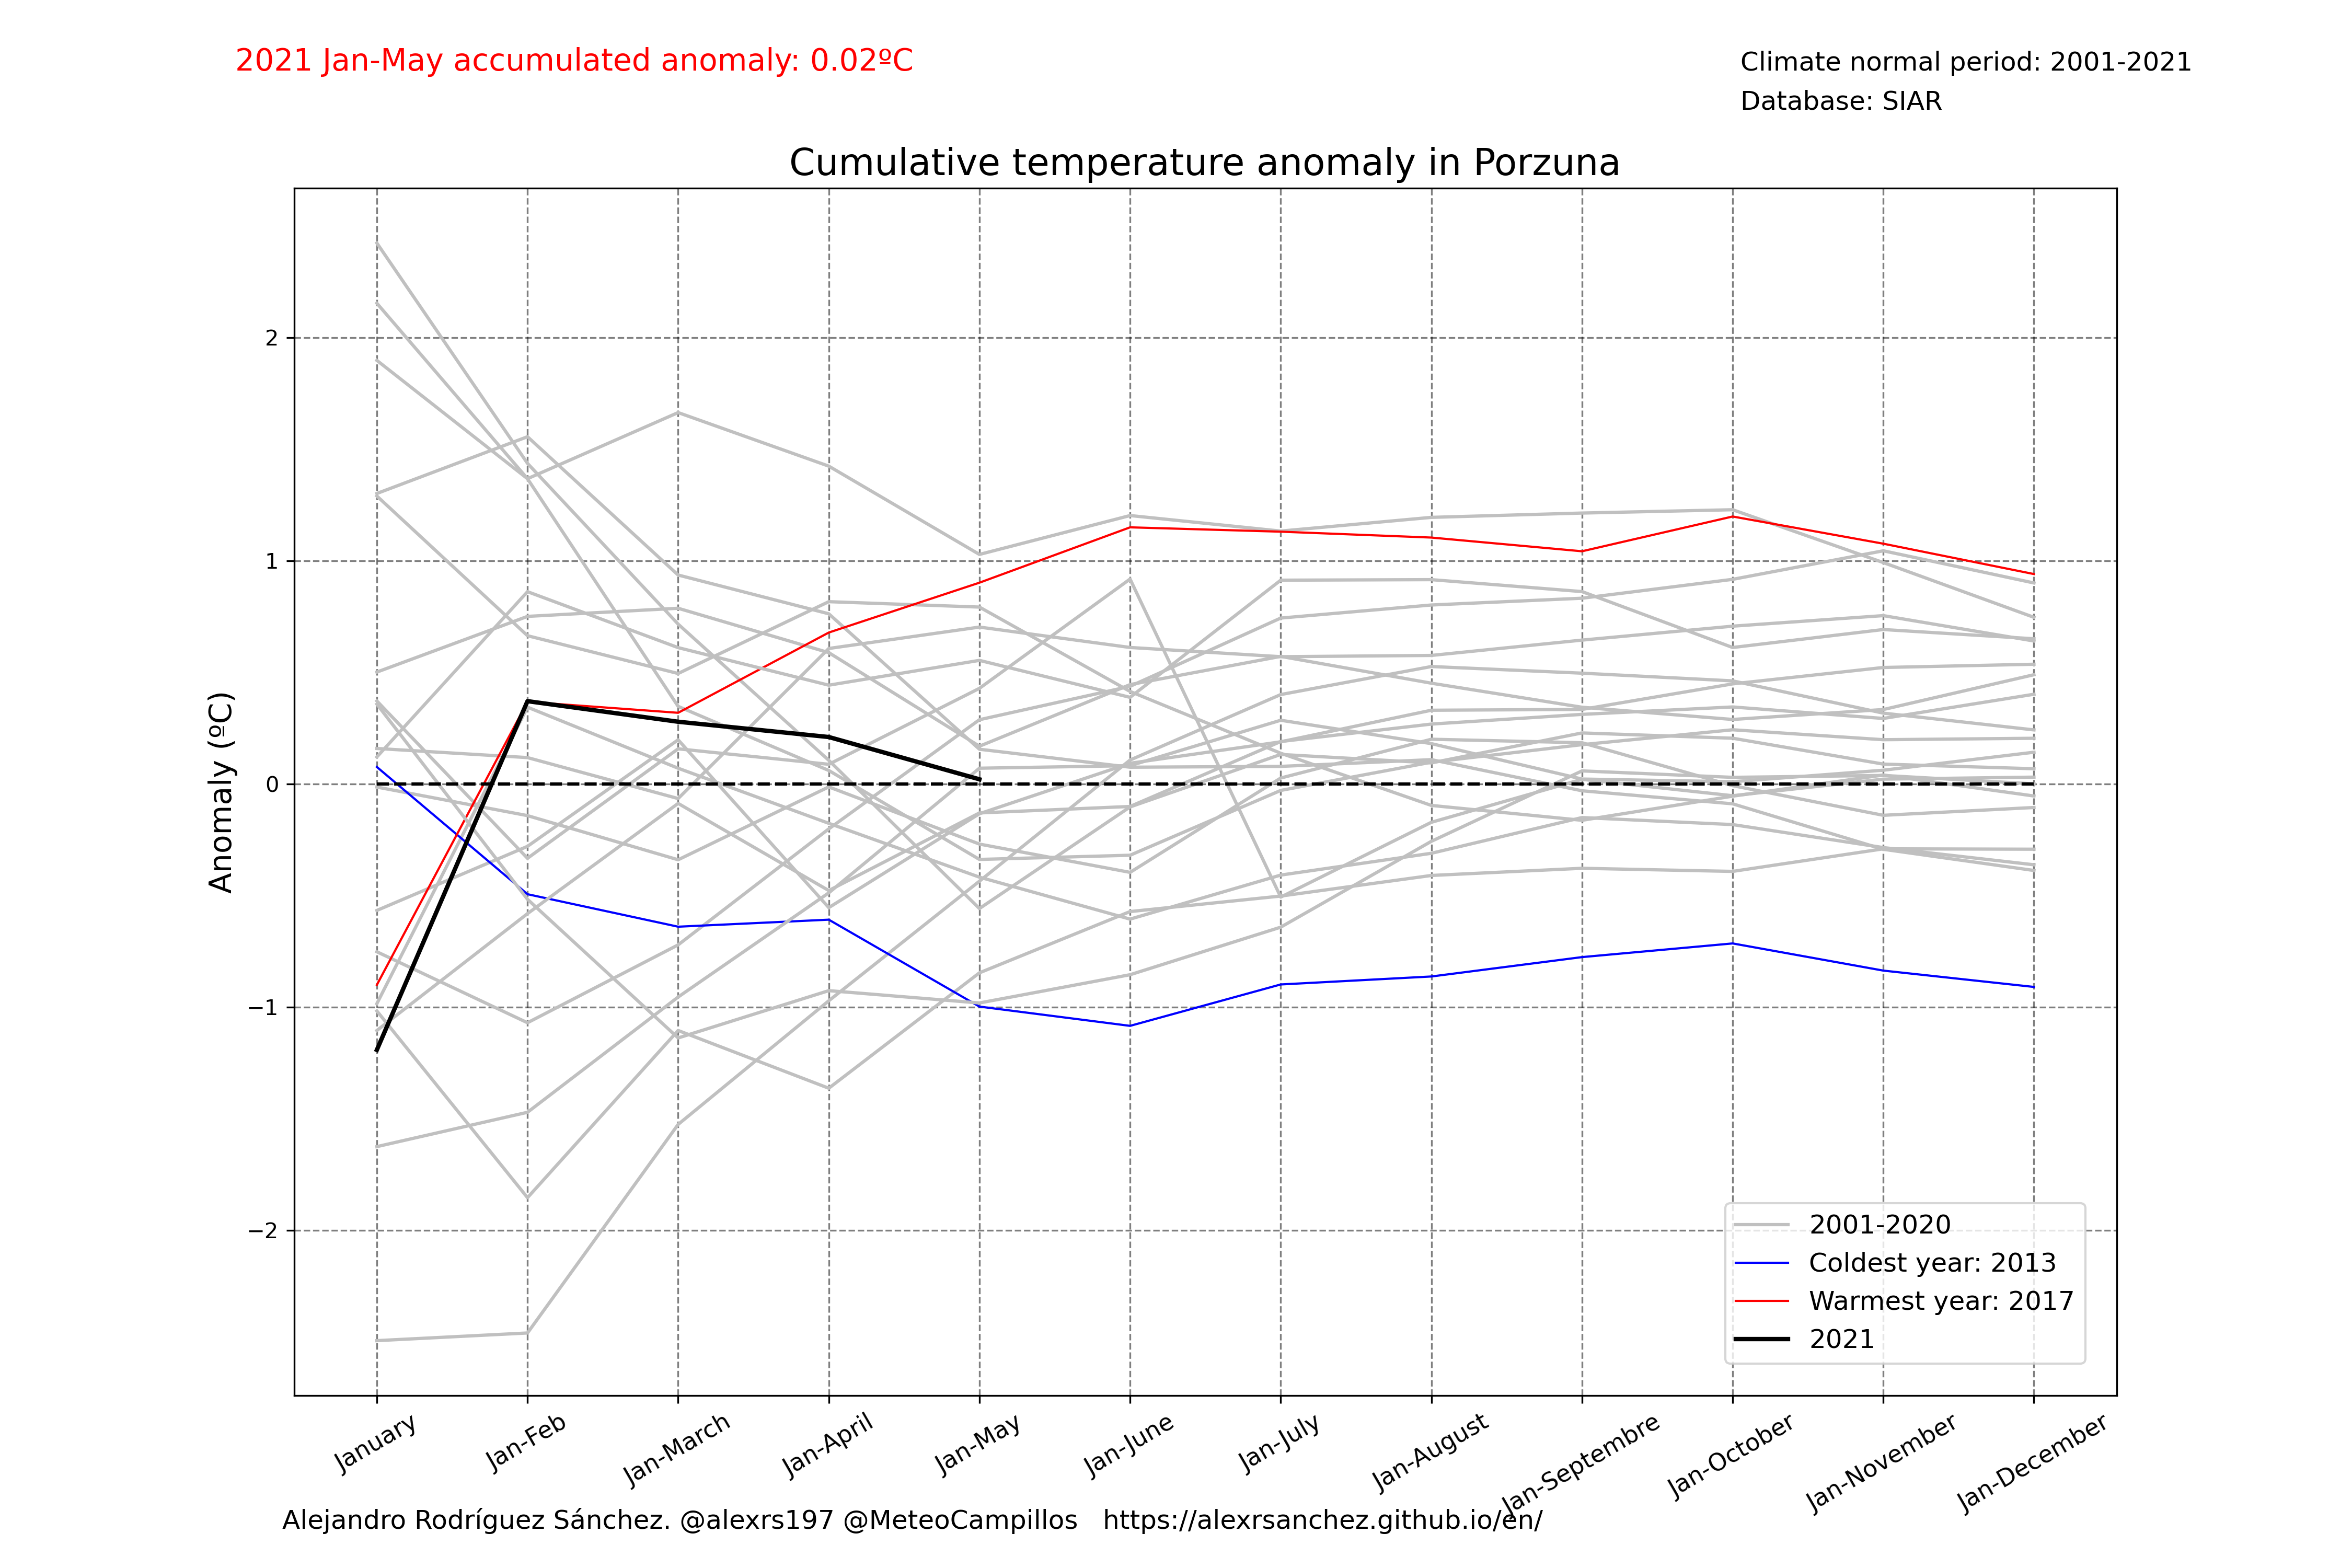 2021 Jan-May accumulated anomaly: 0.02ºC
Climate normal period: 2001-2021
Database: SIAR
Cumulative temperature anomaly in Porzuna
Anomaly (ºC)
2
1
0
−1
−2
2001-2020
Coldest year: 2013
Warmest year: 2017
2021
January
Jan-Feb
Jan-March
Jan-April
Jan-May
Jan-June
Jan-July
Jan-August
Jan-Septembre
Jan-October
Jan-November
Jan-December
Alejandro Rodríguez Sánchez. @alexrs197 @MeteoCampillos   https://alexrsanchez.github.io/en/